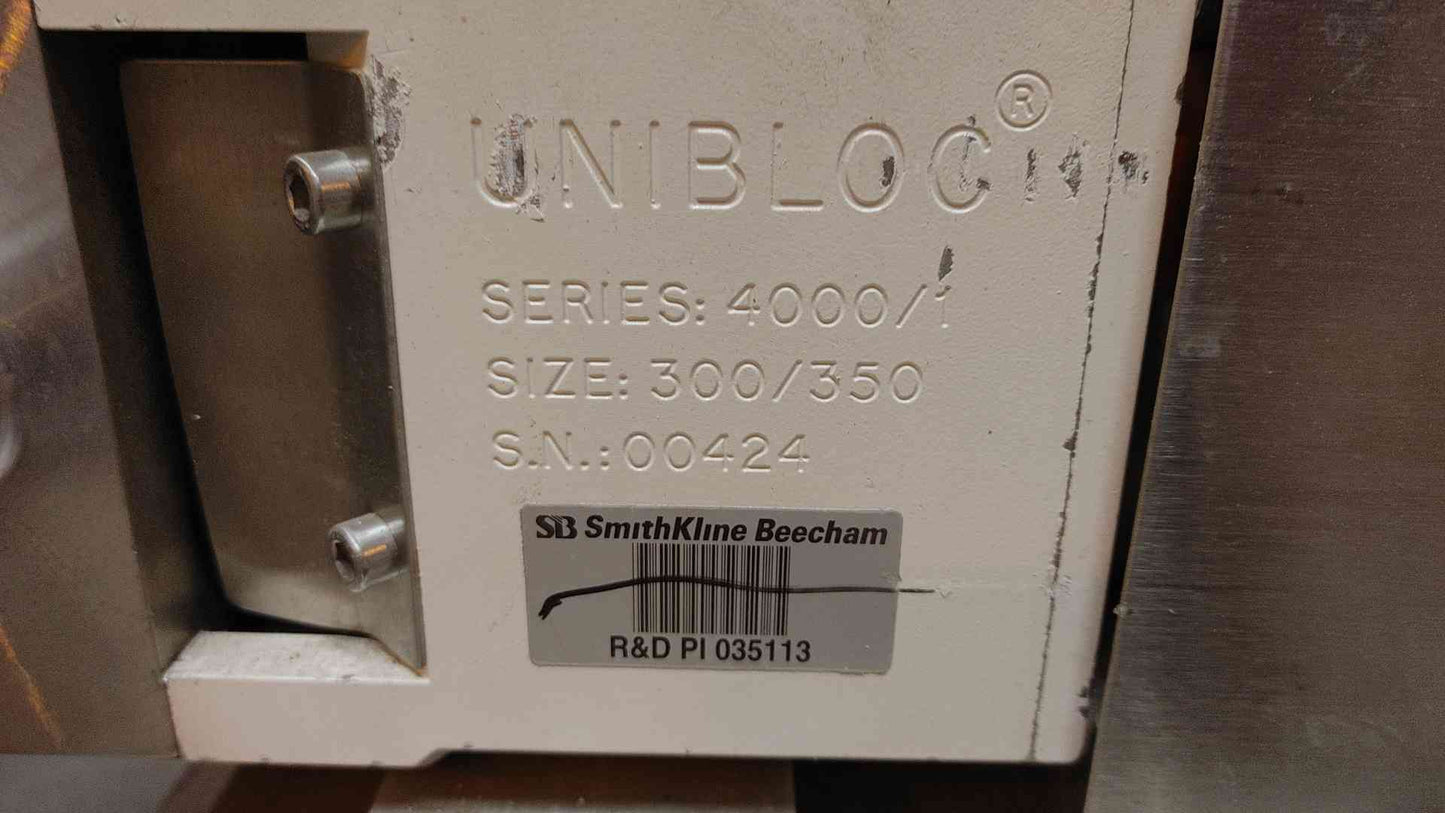 UNIBLOC®
SERIES: 4000/1
SIZE: 300/350
S.N.: 00424
SB SmithKline Beecham
R&D PI 035113